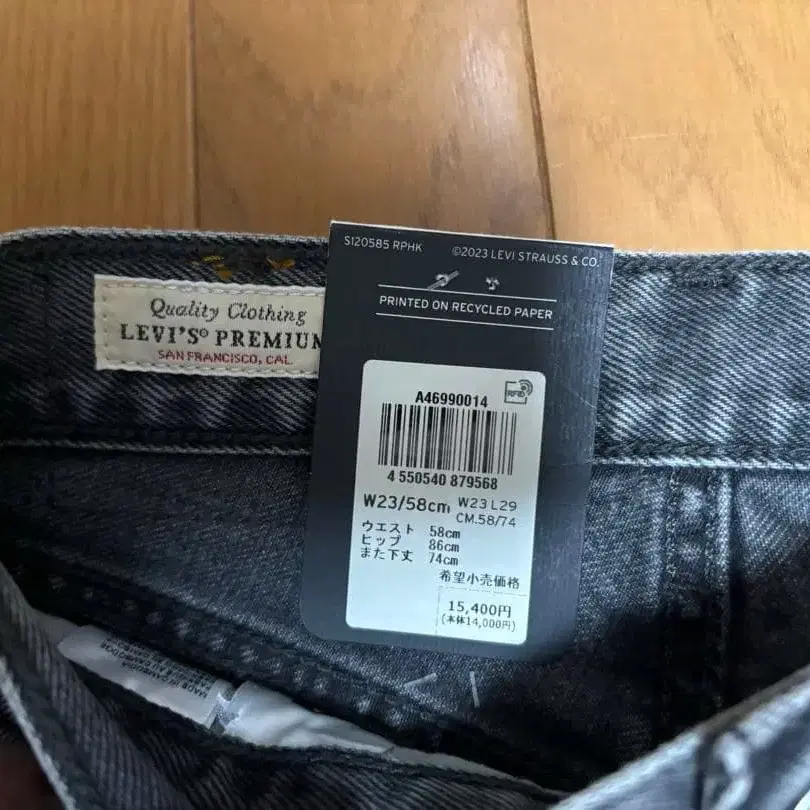 S120585 RPHK ©2023 LEVI STRAUSS & CO.
PRINTED ON RECYCLED PAPER
Quality Clothing
LEVI'S® PREMIUM
SAN FRANCISCO, CAL.
A46990014
RFID
4 550540 879568
W23/58cm
W23 L29
CM.58/74
ウエスト 58cm
ヒップ 86cm
また下丈 74cm
希望小売価格
15,400円
(本体14,000円)